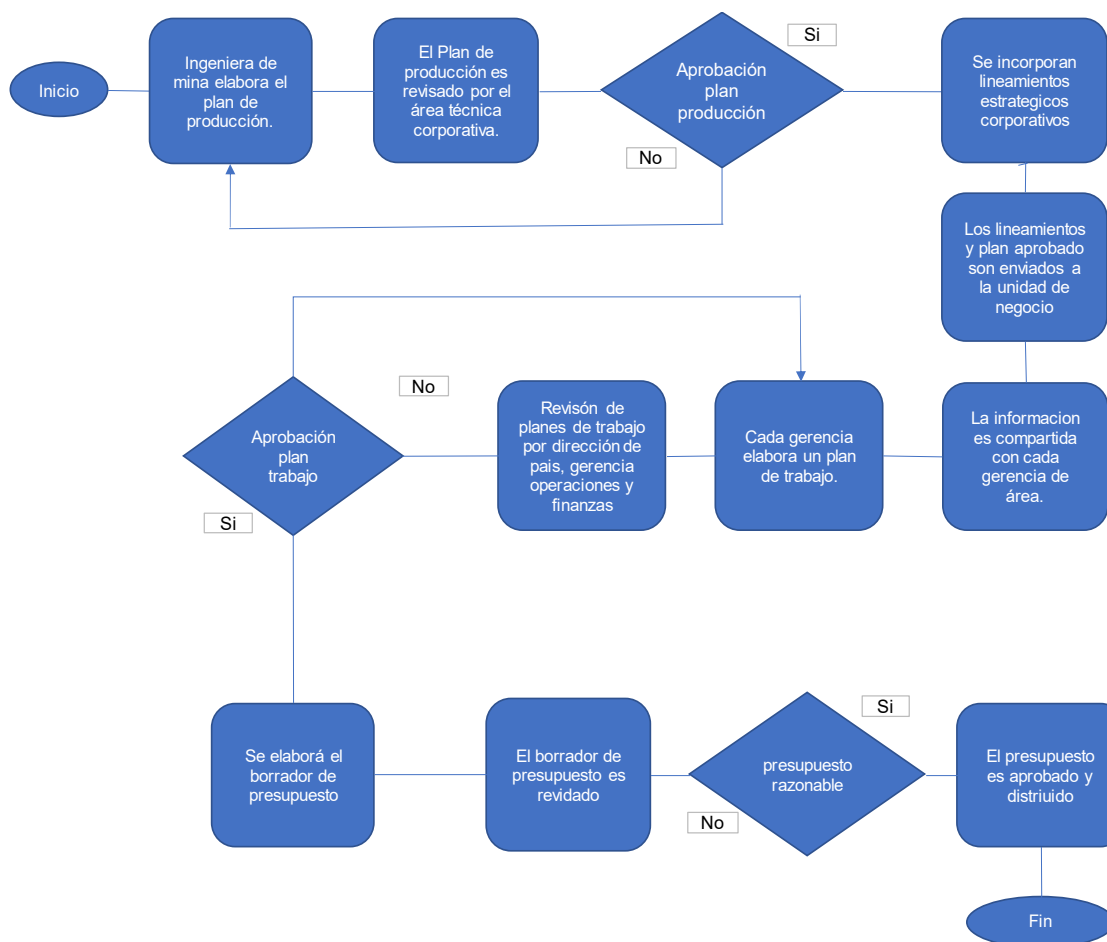 Inicio
Ingeniera de
mina elabora el
plan de
producción.
El Plan de
producción es
revisado por el
área técnica
corporativa.
Aprobación
plan
producción
Si
No
Se incorporan
lineamientos
estrategicos
corporativos
Los lineamientos
y plan aprobado
son enviados a
la unidad de
negocio
La informacion
es compartida
con cada
gerencia de
área.
Cada gerencia
elabora un plan
de trabajo.
Revisón de
planes de trabajo
por dirección de
pais, gerencia
operaciones y
finanzas
No
Aprobación
plan
trabajo
Si
Se elaborá el
borrador de
presupuesto
El borrador de
presupuesto es
revidado
presupuesto
razonable
Si
No
El presupuesto
es aprobado y
distriuido
Fin